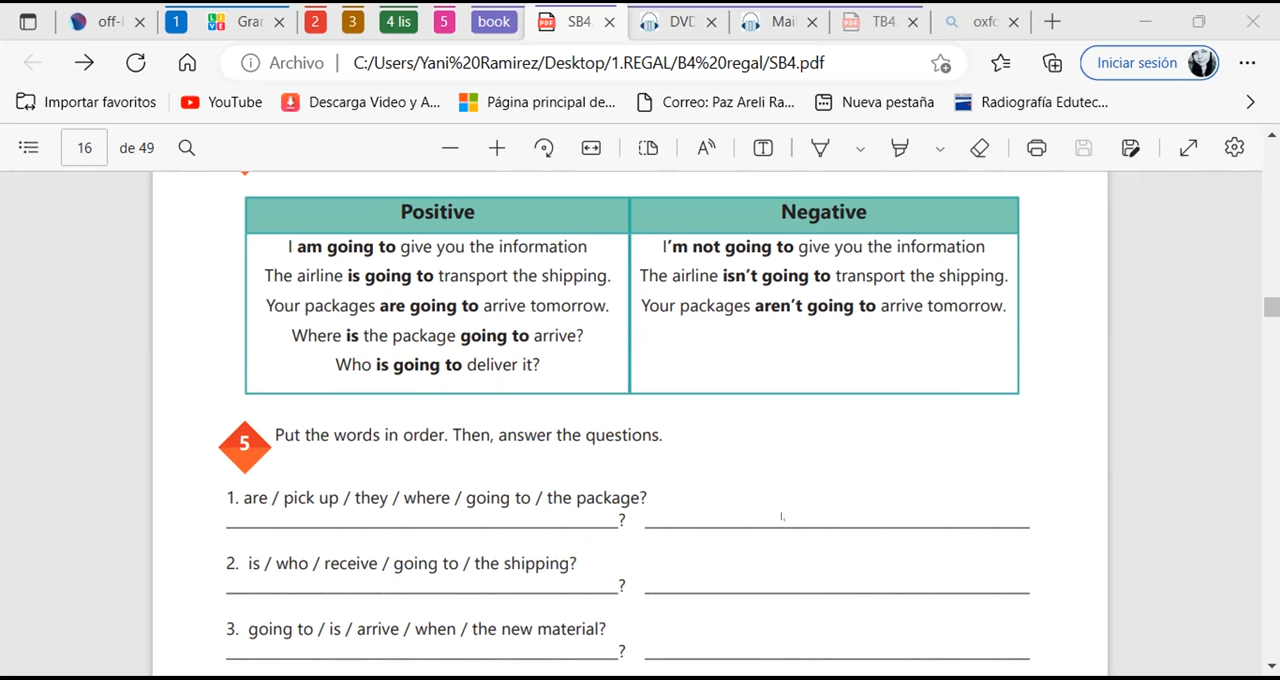 off-l
1
Grar
2
3
4 lis
5
book
SB4.
DVD
Mai
TB4
oxfc
Archivo
C:/Users/Yani%20Ramirez/Desktop/1.REGAL/B4%20regal/SB4.pdf
Iniciar sesión
Importar favoritos
YouTube
Descarga Video y A...
Página principal de...
Correo: Paz Areli Ra...
Nueva pestaña
Radiografía Edutec...
16
de 49
Positive
Negative
I am going to give you the information
I'm not going to give you the information
The airline is going to transport the shipping.
The airline isn't going to transport the shipping.
Your packages are going to arrive tomorrow.
Your packages aren't going to arrive tomorrow.
Where is the package going to arrive?
Who is going to deliver it?
5
Put the words in order. Then, answer the questions.
1. are / pick up / they / where / going to / the package?
?
2. is / who / receive / going to / the shipping?
?
3. going to / is / arrive / when / the new material?
?